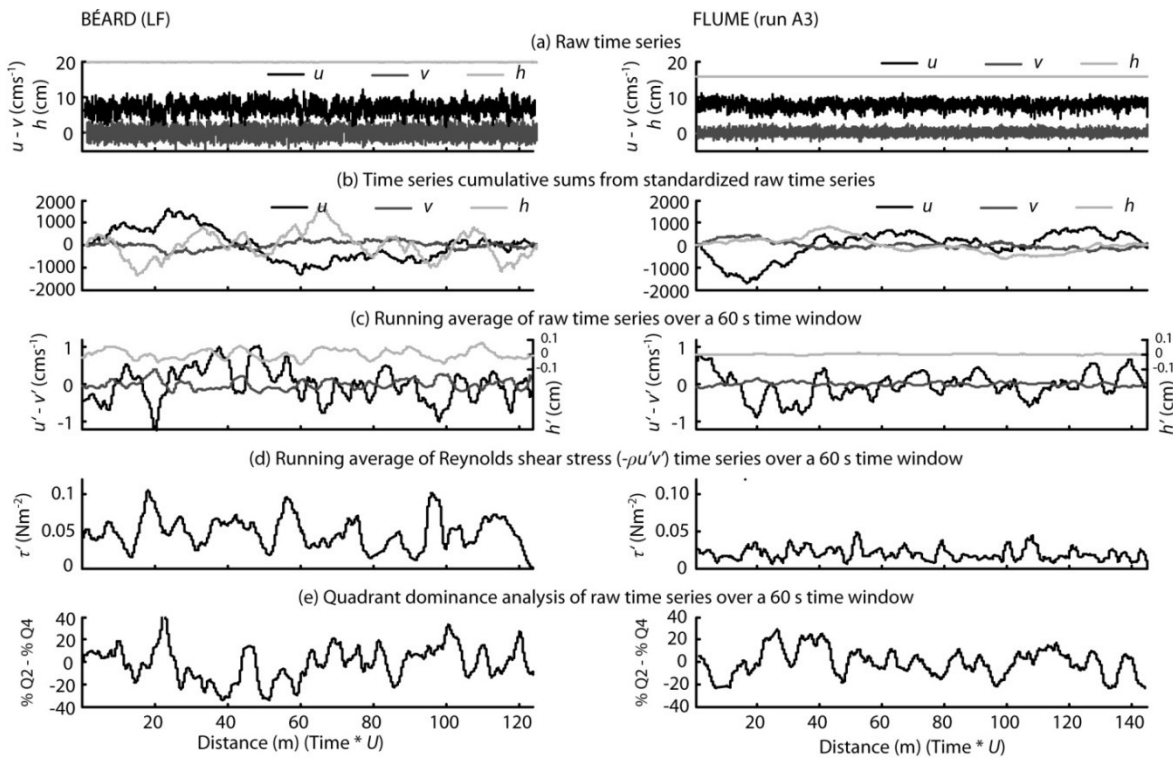 BÉARD (LF)
FLUME (run A3)
(a) Raw time series
u - v (cms-1)
h (cm)
20
10
0
u
v
h
u - v (cms-1)
h (cm)
20
10
0
u
v
h
(b) Time series cumulative sums from standardized raw time series
2000
1000
0
-1000
-2000
u
v
h
2000
1000
0
-1000
-2000
u
v
h
(c) Running average of raw time series over a 60 s time window
u' - v' (cms-1)
1
0
-1
0.1
0
-0.1
h' (cm)
u' - v' (cms-1)
1
0
-1
0.1
0
-0.1
h' (cm)
(d) Running average of Reynolds shear stress (-ρu'v') time series over a 60 s time window
τ' (Nm-2)
0.1
0.05
0
τ' (Nm-2)
0.1
0.05
0
(e) Quadrant dominance analysis of raw time series over a 60 s time window
% Q2 - % Q4
40
20
0
-20
-40
20 40 60 80 100 120
Distance (m) (Time * U)
% Q2 - % Q4
40
20
0
-20
-40
20 40 60 80 100 120 140
Distance (m) (Time * U)